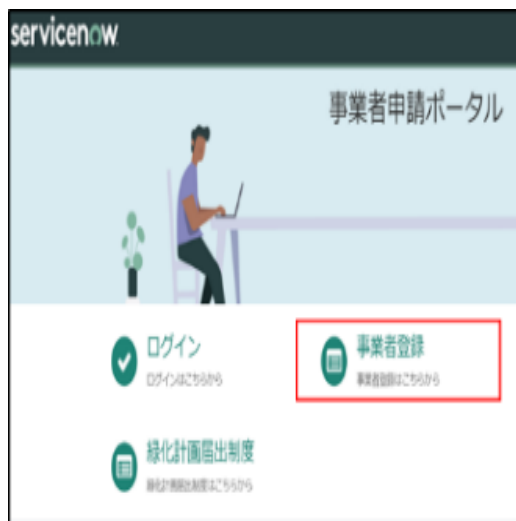 servicenow
事業者申請ポータル
ログイン
ログインはこちらから
事業者登録
事業者登録はこちらから
緑化計画届出制度
緑化計画届出制度はこちらから